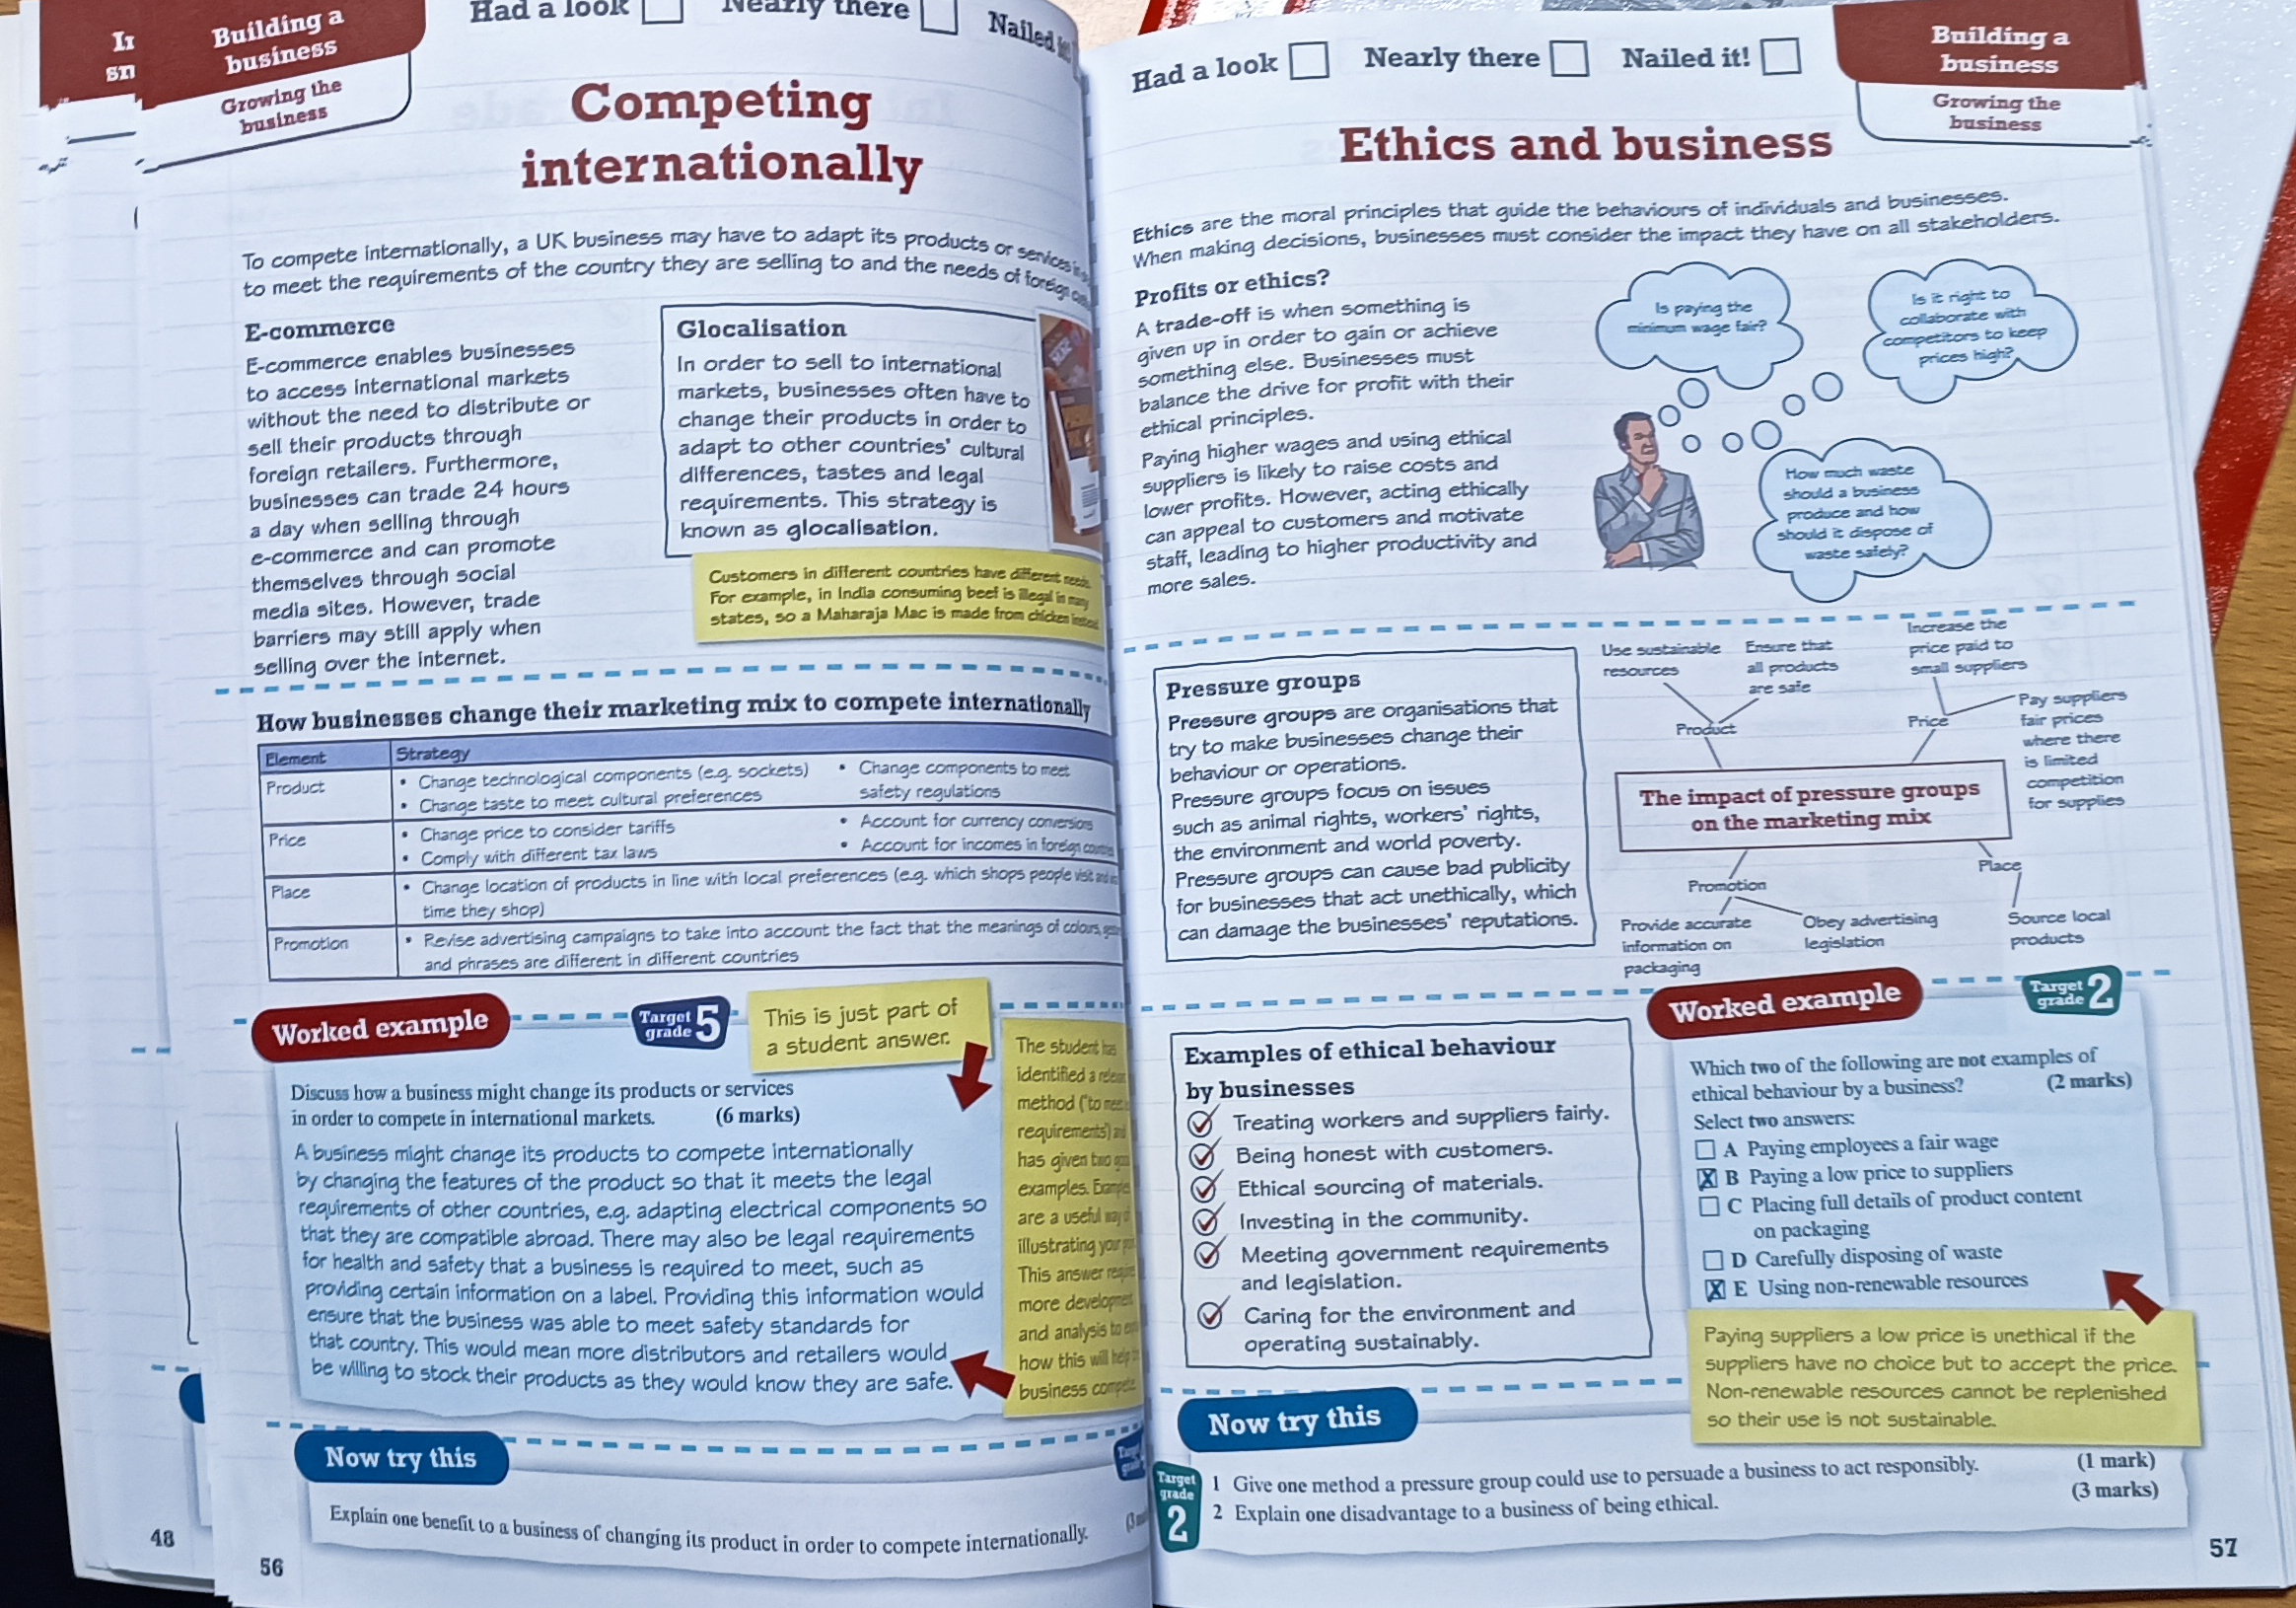 Building a
business
Growing the
business
Had a look
Nearly there
Nailed
Competing
internationally
To compete internationally, a UK business may have to adapt its products or services
to meet the requirements of the country they are selling to and the needs of foreign
E-commerce
E-commerce enables businesses
to access international markets
without the need to distribute or
sell their products through
foreign retailers. Furthermore,
businesses can trade 24 hours
a day when selling through
e-commerce and can promote
themselves through social
media sites. However, trade
barriers may still apply when
selling over the internet.
Glocalisation
In order to sell to international
markets, businesses often have to
change their products in order to
adapt to other countries' cultural
differences, tastes and legal
requirements. This strategy is
known as glocalisation.
Customers in different countries have different needs.
For example, in India consuming beef is illegal in many
states, so a Maharaja Mac is made from chicken instead.
How businesses change their marketing mix to compete internationally
Element
Strategy
Product
• Change technological components (e.g. sockets)
• Change taste to meet cultural preferences
• Change components to meet
safety regulations
Price
• Change price to consider tariffs
• Comply with different tax laws
• Account for currency conversions
• Account for incomes in foreign countries
Place
• Change location of products in line with local preferences (e.g. which shops people visit and
time they shop)
Promotion
• Revise advertising campaigns to take into account the fact that the meanings of colours,
and phrases are different in different countries
Worked example
Target
grade 5
This is just part of
a student answer.
Discuss how a business might change its products or services
in order to compete in international markets. (6 marks)
A business might change its products to compete internationally
by changing the features of the product so that it meets the legal
requirements of other countries, e.g. adapting electrical components so
that they are compatible abroad. There may also be legal requirements
for health and safety that a business is required to meet, such as
providing certain information on a label. Providing this information would
ensure that the business was able to meet safety standards for
that country. This would mean more distributors and retailers would
be willing to stock their products as they would know they are safe.
The student has
identified a
method ('to meet
requirements')
has given two
examples.
are a useful way
illustrating your
This answer
more development
and analysis to
how this will help
business compete.
Now try this
Target
grade
Explain one benefit to a business of changing its product in order to compete internationally.
48
56
Had a look
Nearly there
Nailed it!
Building a
business
Growing the
business
Ethics and business
Ethics are the moral principles that guide the behaviours of individuals and businesses.
When making decisions, businesses must consider the impact they have on all stakeholders.
Profits or ethics?
A trade-off is when something is
given up in order to gain or achieve
something else. Businesses must
balance the drive for profit with their
ethical principles.
Paying higher wages and using ethical
suppliers is likely to raise costs and
lower profits. However, acting ethically
can appeal to customers and motivate
staff, leading to higher productivity and
more sales.
Is paying the
minimum wage fair?
Is it right to
collaborate with
competitors to keep
prices high?
How much waste
should a business
produce and how
should it dispose of
waste safely?
Pressure groups
Pressure groups are organisations that
try to make businesses change their
behaviour or operations.
Pressure groups focus on issues
such as animal rights, workers' rights,
the environment and world poverty.
Pressure groups can cause bad publicity
for businesses that act unethically, which
can damage the businesses' reputations.
Use sustainable
resources
Ensure that
all products
are safe
Product
Increase the
price paid to
small suppliers
Price
Pay suppliers
fair prices
where there
is limited
competition
for supplies
The impact of pressure groups
on the marketing mix
Promotion
Provide accurate
information on
packaging
Obey advertising
legislation
Place
Source local
products
Examples of ethical behaviour
by businesses
Treating workers and suppliers fairly.
Being honest with customers.
Ethical sourcing of materials.
Investing in the community.
Meeting government requirements
and legislation.
Caring for the environment and
operating sustainably.
Worked example
Target
grade 2
Which two of the following are not examples of
ethical behaviour by a business? (2 marks)
Select two answers:
A Paying employees a fair wage
X B Paying a low price to suppliers
C Placing full details of product content
on packaging
D Carefully disposing of waste
X E Using non-renewable resources
Paying suppliers a low price is unethical if the
suppliers have no choice but to accept the price.
Non-renewable resources cannot be replenished
so their use is not sustainable.
Now try this
Target
grade
2
1 Give one method a pressure group could use to persuade a business to act responsibly. (1 mark)
2 Explain one disadvantage to a business of being ethical. (3 marks)
57